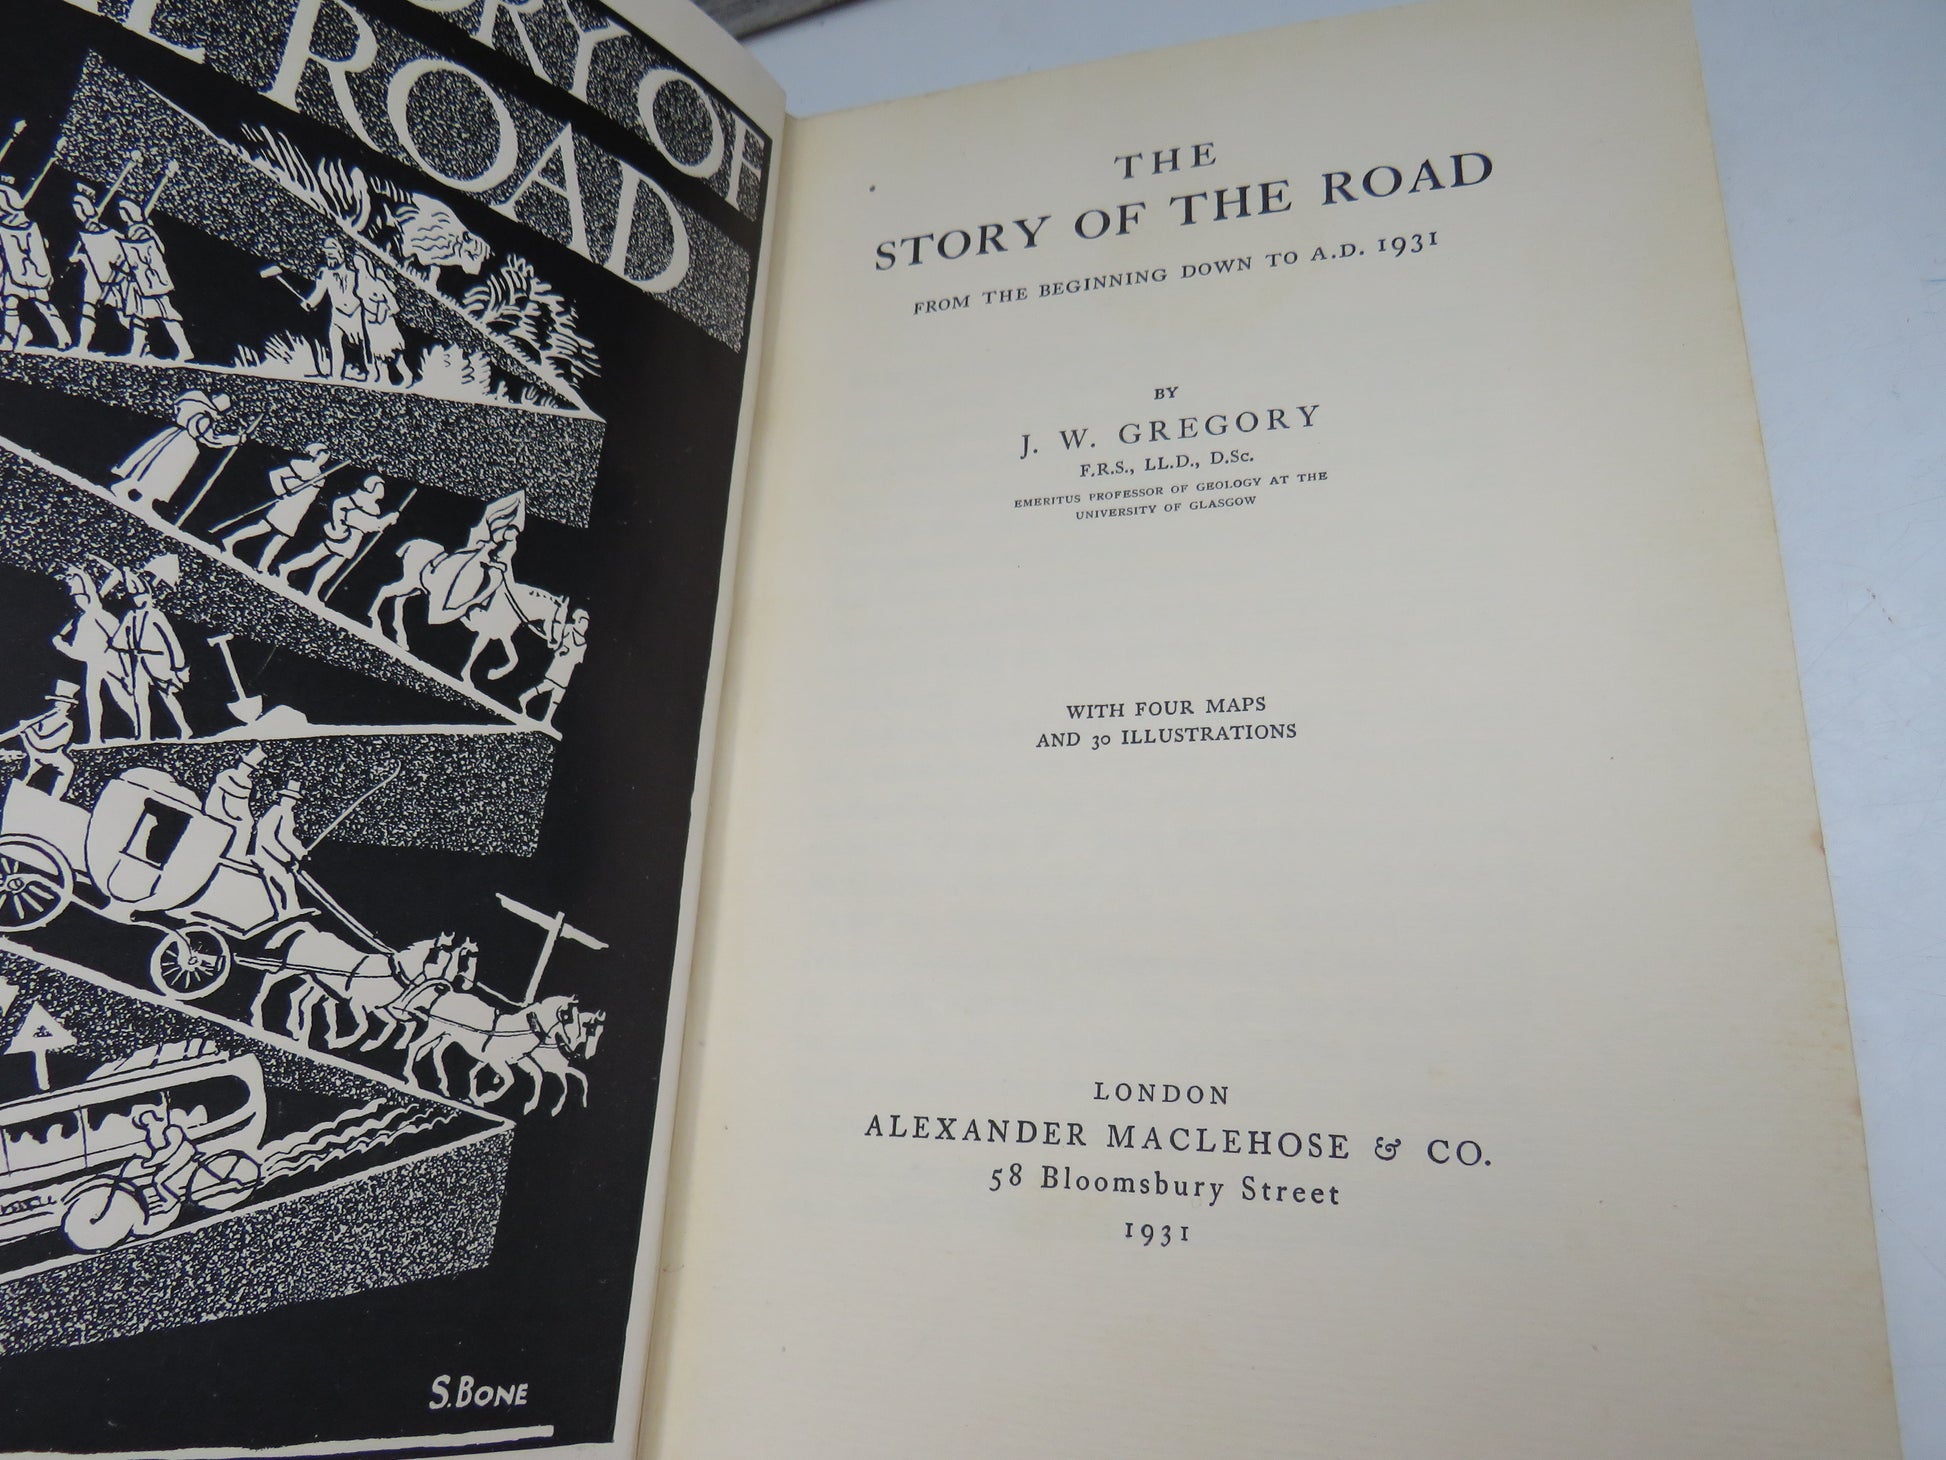 ORY OF
ROAD
S. BONE
THE
STORY OF THE ROAD
FROM THE BEGINNING DOWN TO A.D. 1931
BY
J. W. GREGORY
F.R.S., LL.D., D.Sc.
EMERITUS PROFESSOR OF GEOLOGY AT THE
UNIVERSITY OF GLASGOW
WITH FOUR MAPS
AND 30 ILLUSTRATIONS
LONDON
ALEXANDER MACLEHOSE & CO.
58 Bloomsbury Street
1931